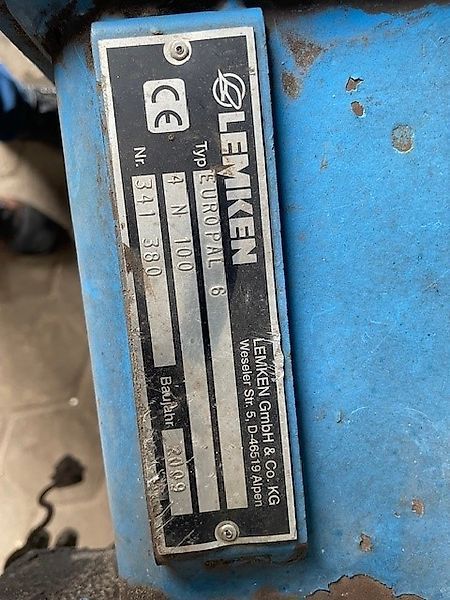 LEMKEN
LEMKEN GmbH & Co. KG
Weseler Str. 5, D-46519 Alpen
Typ EUROPAL 6
4 N 100
CE
Nr. 341 380 Baujahr 2009